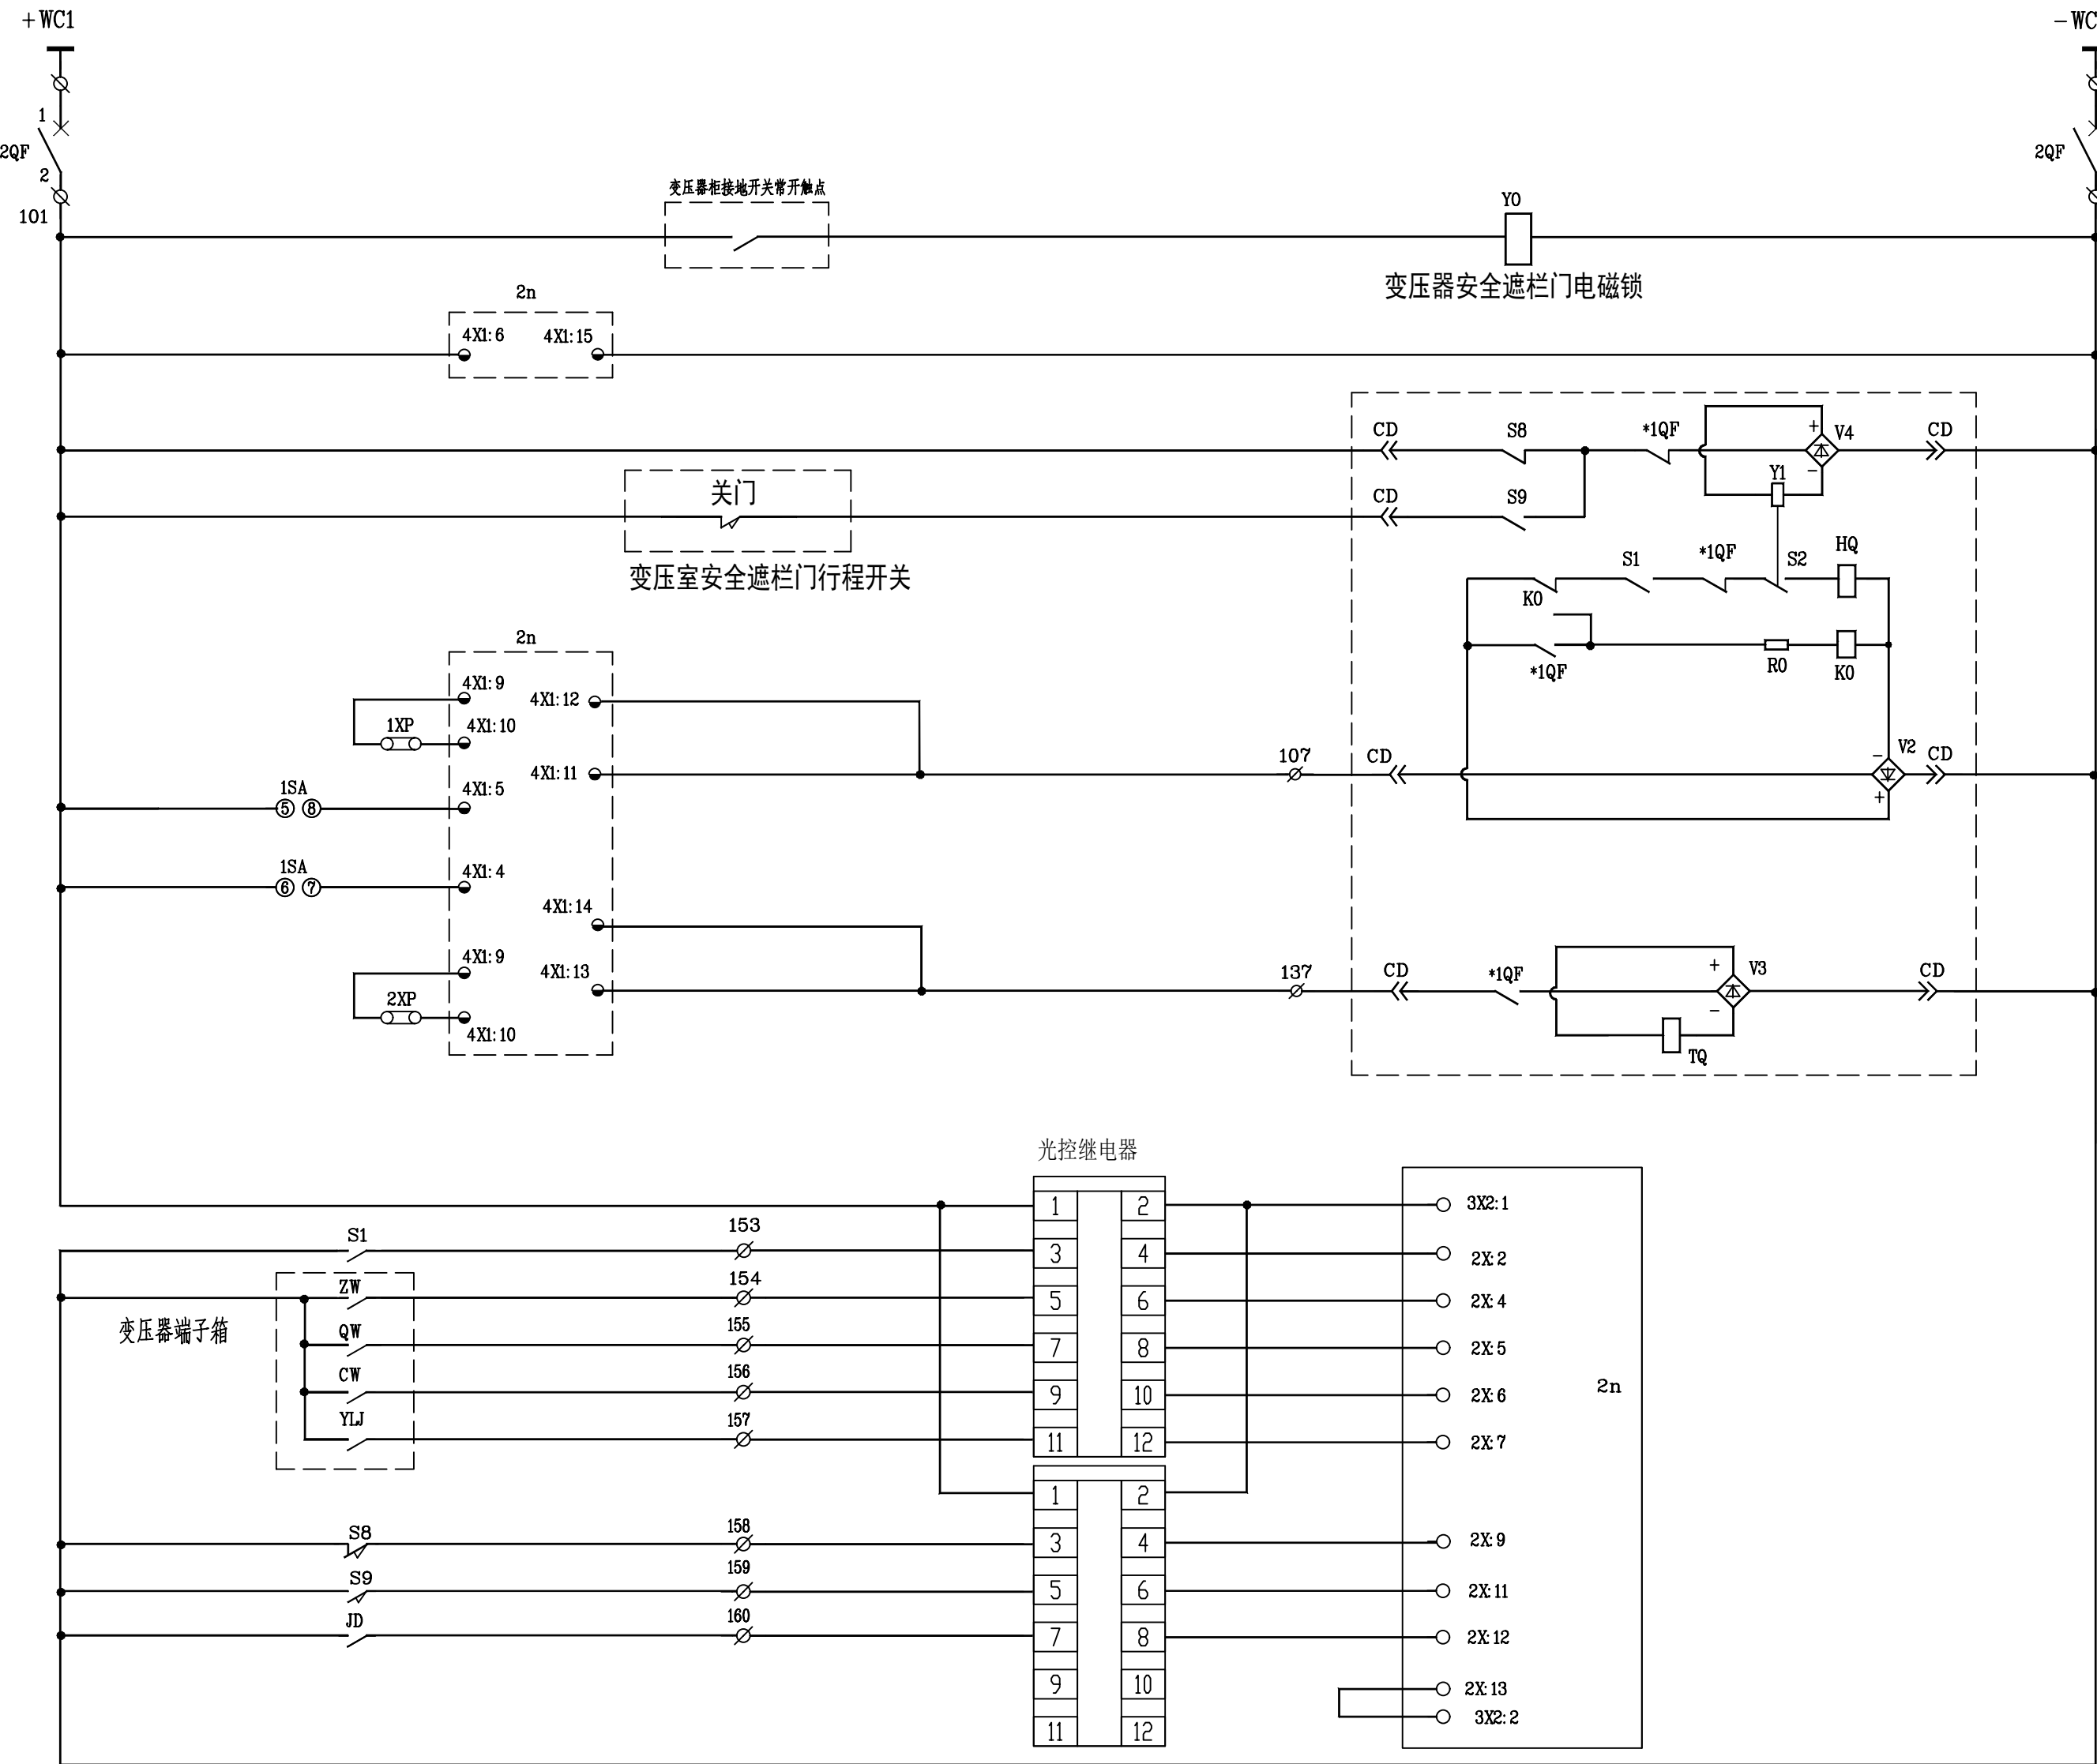 +WC1
-WC
1
2QF
2QF
2
101
变压器柜接地开关常开触点
Y0
变压器安全遮栏门电磁锁
2n
4X1:6
4X1:15
CD
S8
*1QF
+
V4
CD
-
Y1
关门
CD
S9
变压室安全遮栏门行程开关
S1
*1QF
S2
HQ
K0
*1QF
R0
K0
2n
4X1:9
4X1:12
1XP
4X1:10
4X1:11
107
CD
-
V2
CD
+
1SA
5
8
4X1:5
1SA
6
7
4X1:4
4X1:14
4X1:9
4X1:13
137
CD
*1QF
+
V3
CD
-
2XP
4X1:10
TQ
光控继电器
1
2
3X2:1
S1
153
3
4
2X:2
ZW
154
5
6
2X:4
变压器端子箱
QW
155
7
8
2X:5
CW
156
9
10
2X:6
2n
YLJ
157
11
12
2X:7
1
2
S8
158
3
4
2X:9
S9
159
5
6
2X:11
JD
160
7
8
2X:12
9
10
2X:13
3X2:2
11
12